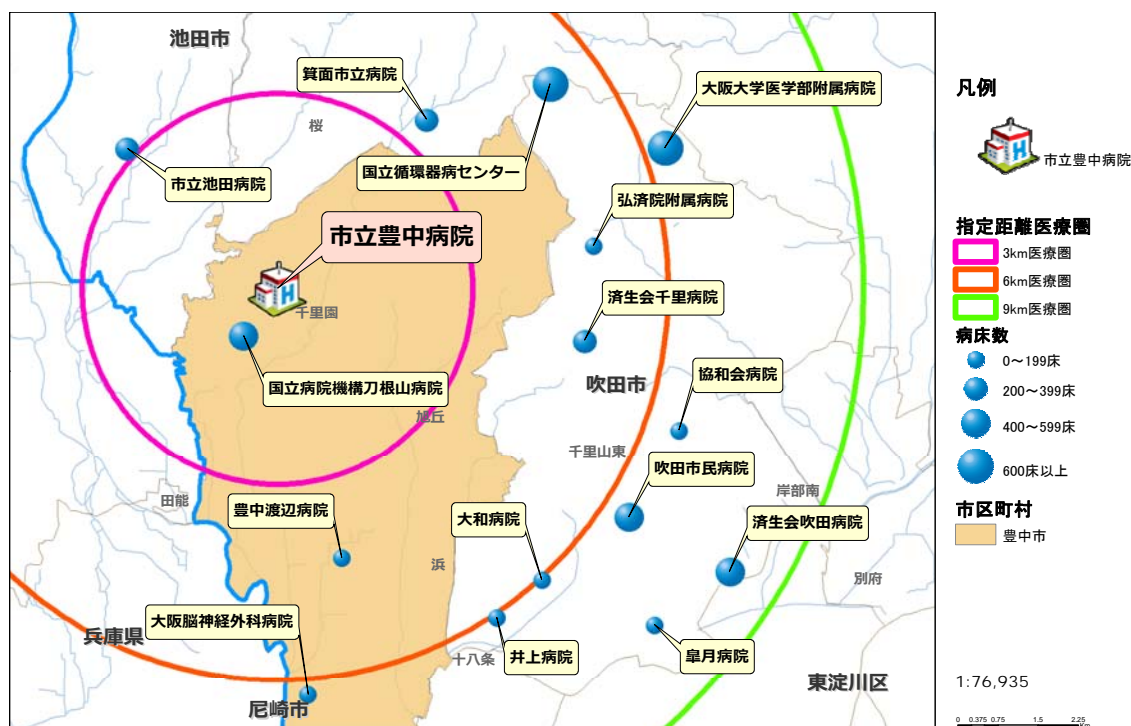 池田市
箕面市立病院
大阪大学医学部附属病院
桜
国立循環器病センター
市立池田病院
弘済院附属病院
市立豊中病院
H
千里園
済生会千里病院
国立病院機構刀根山病院
吹田市
協和会病院
旭丘
千里山東
吹田市民病院
岸部南
田能
豊中渡辺病院
大和病院
済生会吹田病院
浜
別府
大阪脳神経外科病院
兵庫県
井上病院
皐月病院
十八条
東淀川区
尼崎市
凡例
H
市立豊中病院
指定距離医療圏
3km医療圏
6km医療圏
9km医療圏
病床数
0～199床
200～399床
400～599床
600床以上
市区町村
豊中市
1:76,935
0 0.375 0.75 1.5 2.25
Km